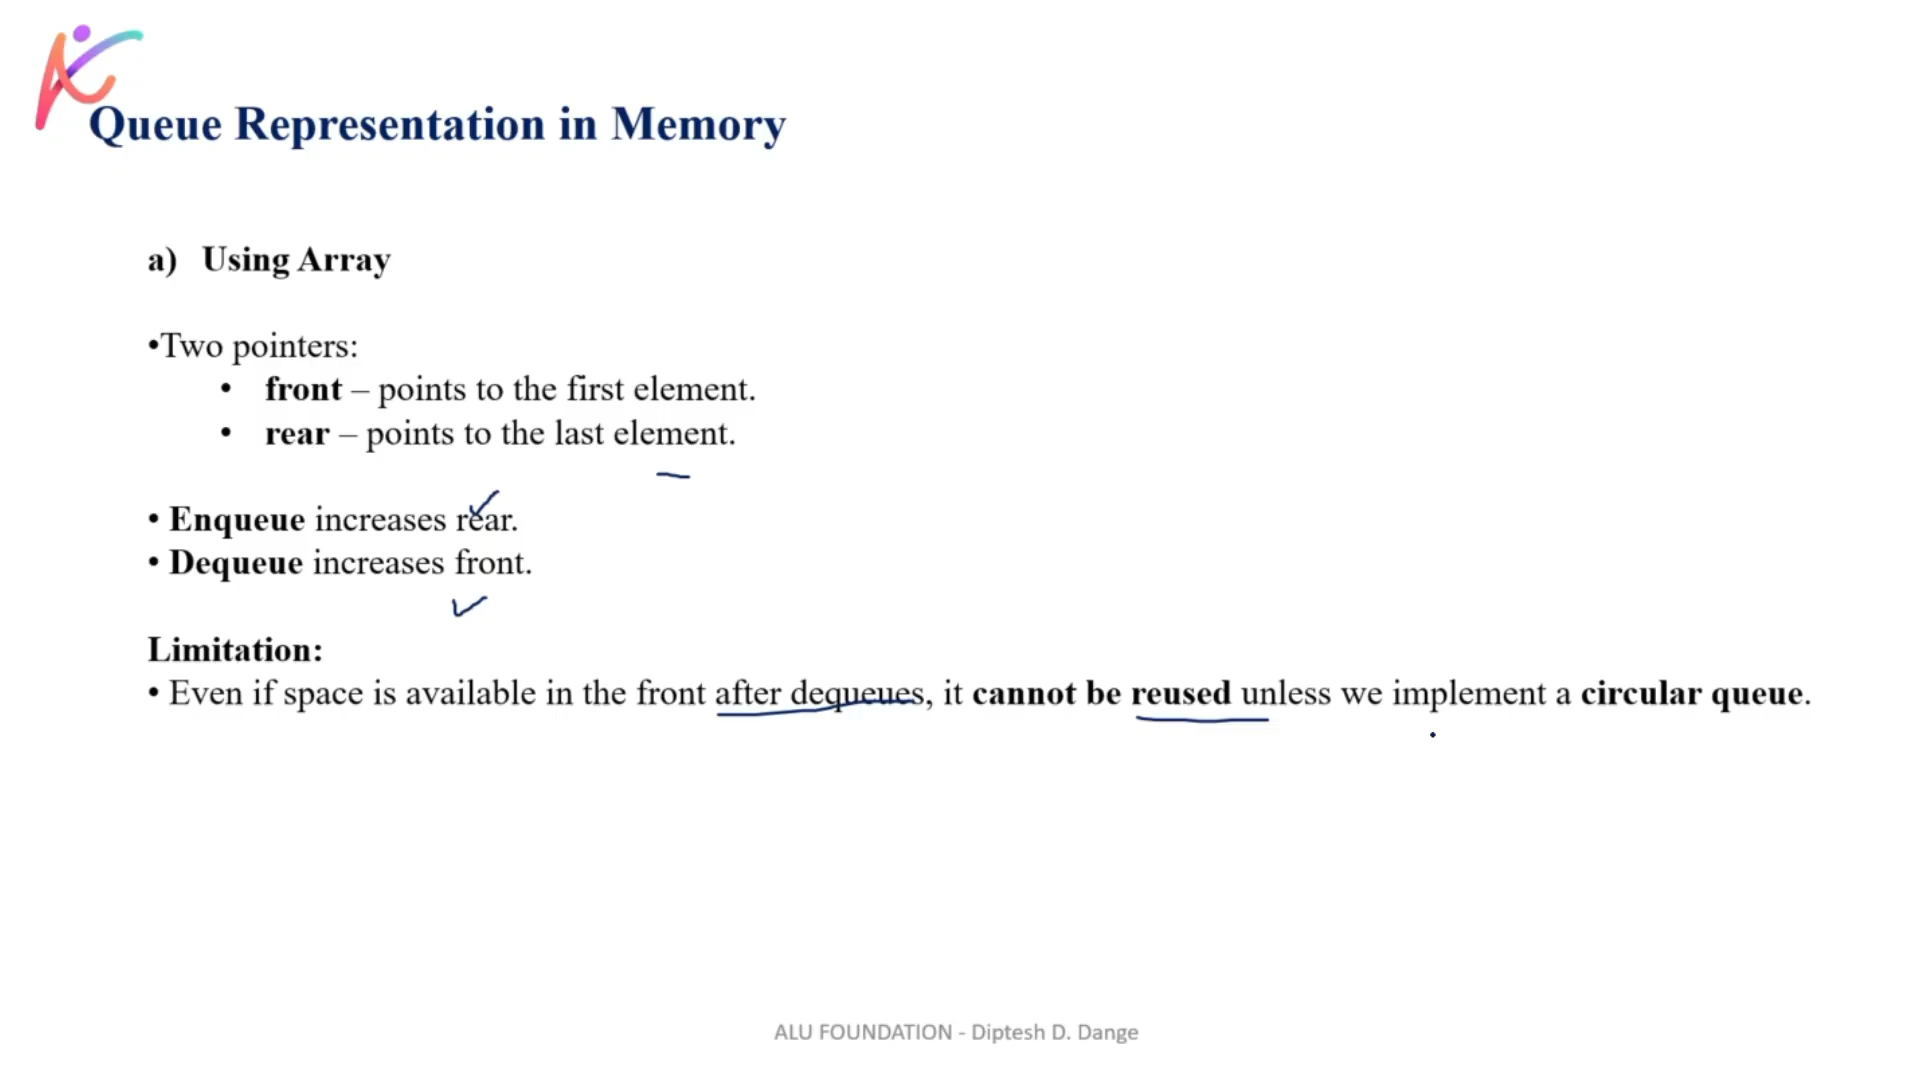 Queue Representation in Memory
a) Using Array
•Two pointers:
• front – points to the first element.
• rear – points to the last element.
• Enqueue increases rear.
• Dequeue increases front.
Limitation:
• Even if space is available in the front after dequeues, it cannot be reused unless we implement a circular queue.
ALU FOUNDATION - Diptesh D. Dange